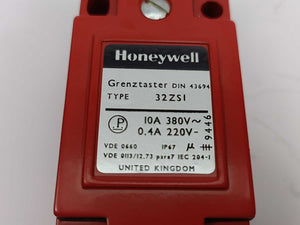 Honeywell
Grenztaster DIN 43694
TYPE 32ZS1
10A 380V~
0.4A 220V-
9446
VDE 0660 IP67 µ
VDE 0113/12.73 para7 IEC 204-1
UNITED KINGDOM